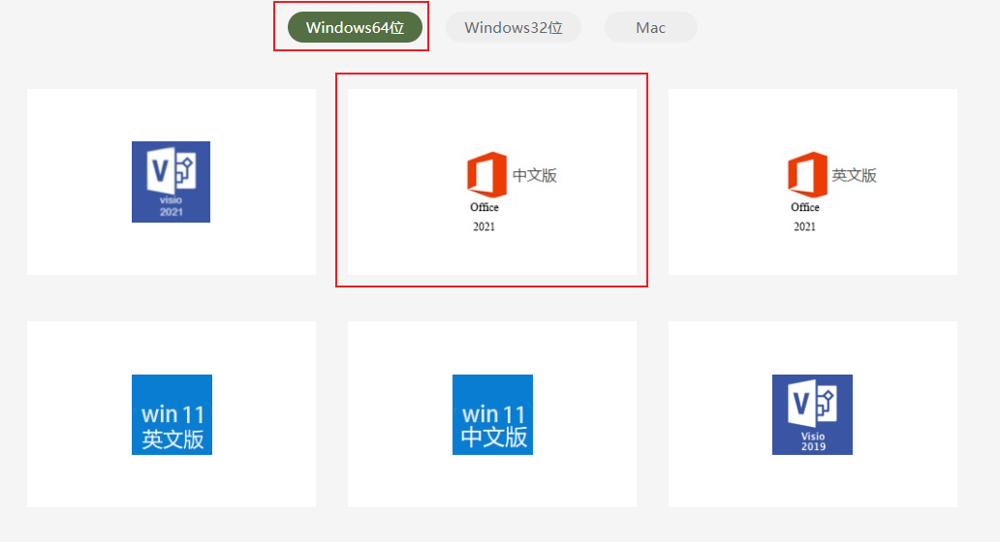 Windows64位
Windows32位
Mac
V
visio
2021
中文版
Office
2021
英文版
Office
2021
win 11
英文版
win 11
中文版
V
Visio
2019